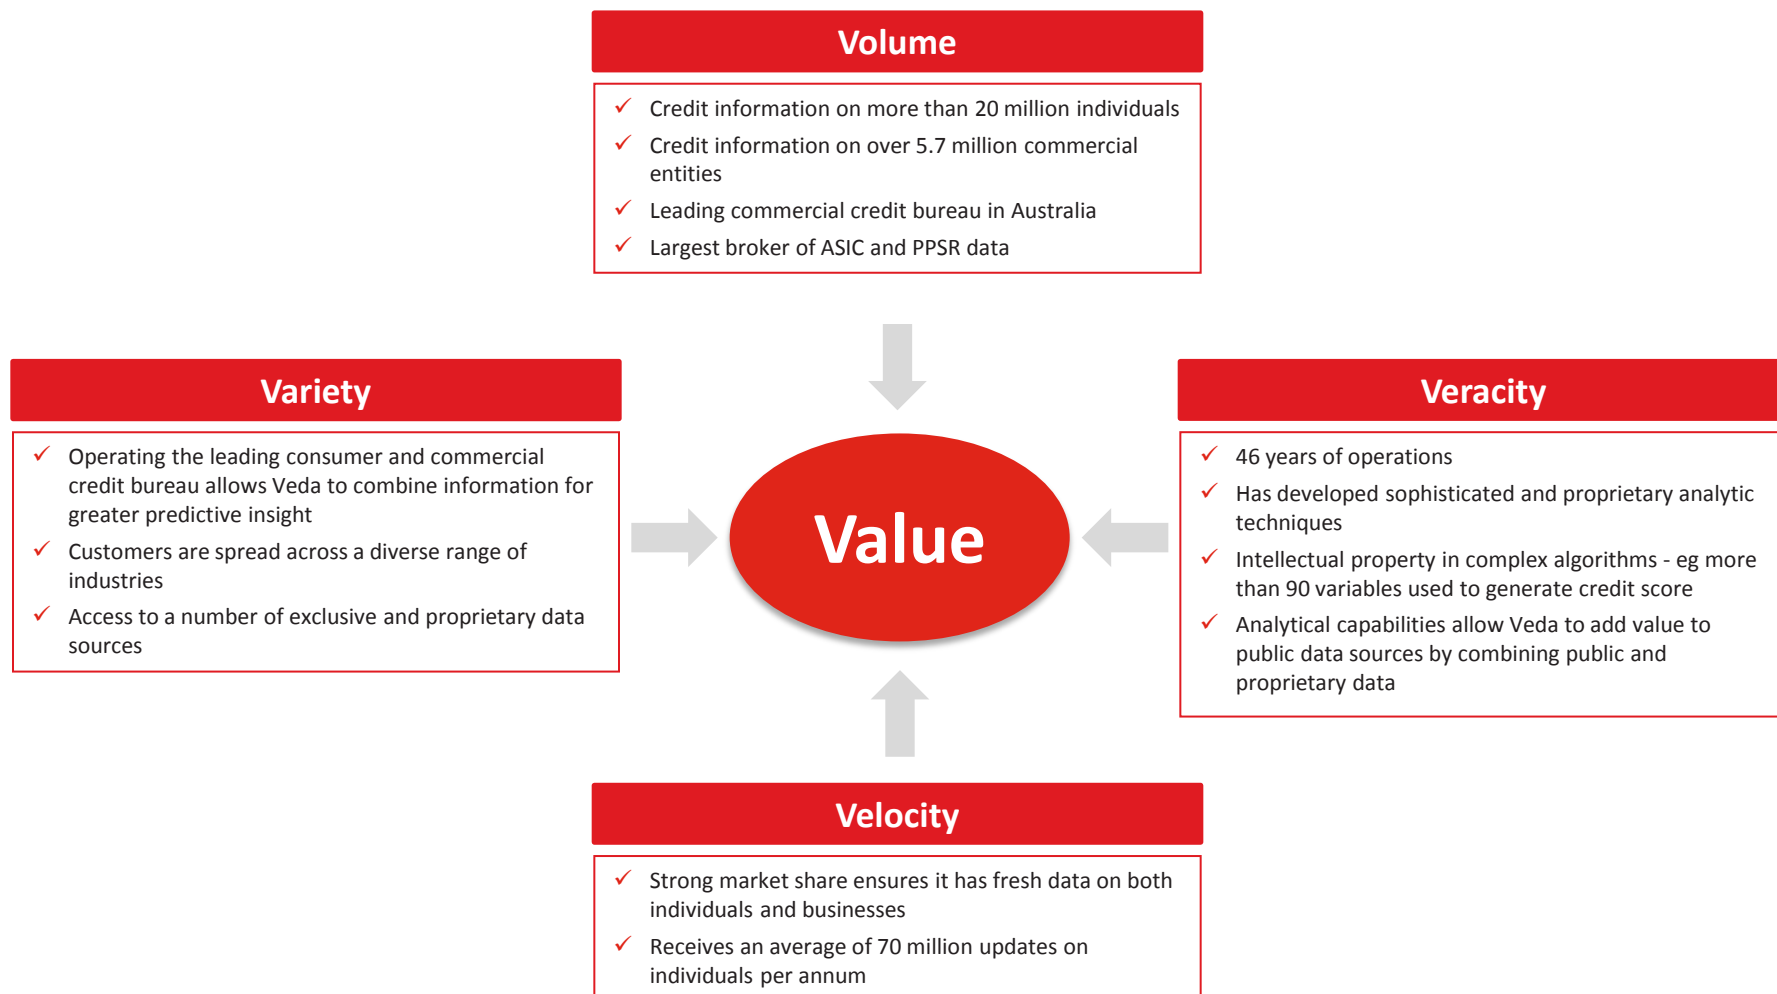 Volume
Credit information on more than 20 million individuals
Credit information on over 5.7 million commercial
entities
Leading commercial credit bureau in Australia
Largest broker of ASIC and PPSR data
Variety
Operating the leading consumer and commercial
credit bureau allows Veda to combine information for
greater predictive insight
Customers are spread across a diverse range of
industries
Access to a number of exclusive and proprietary data
sources
Value
Veracity
46 years of operations
Has developed sophisticated and proprietary analytic
techniques
Intellectual property in complex algorithms - eg more
than 90 variables used to generate credit score
Analytical capabilities allow Veda to add value to
public data sources by combining public and
proprietary data
Velocity
Strong market share ensures it has fresh data on both
individuals and businesses
Receives an average of 70 million updates on
individuals per annum